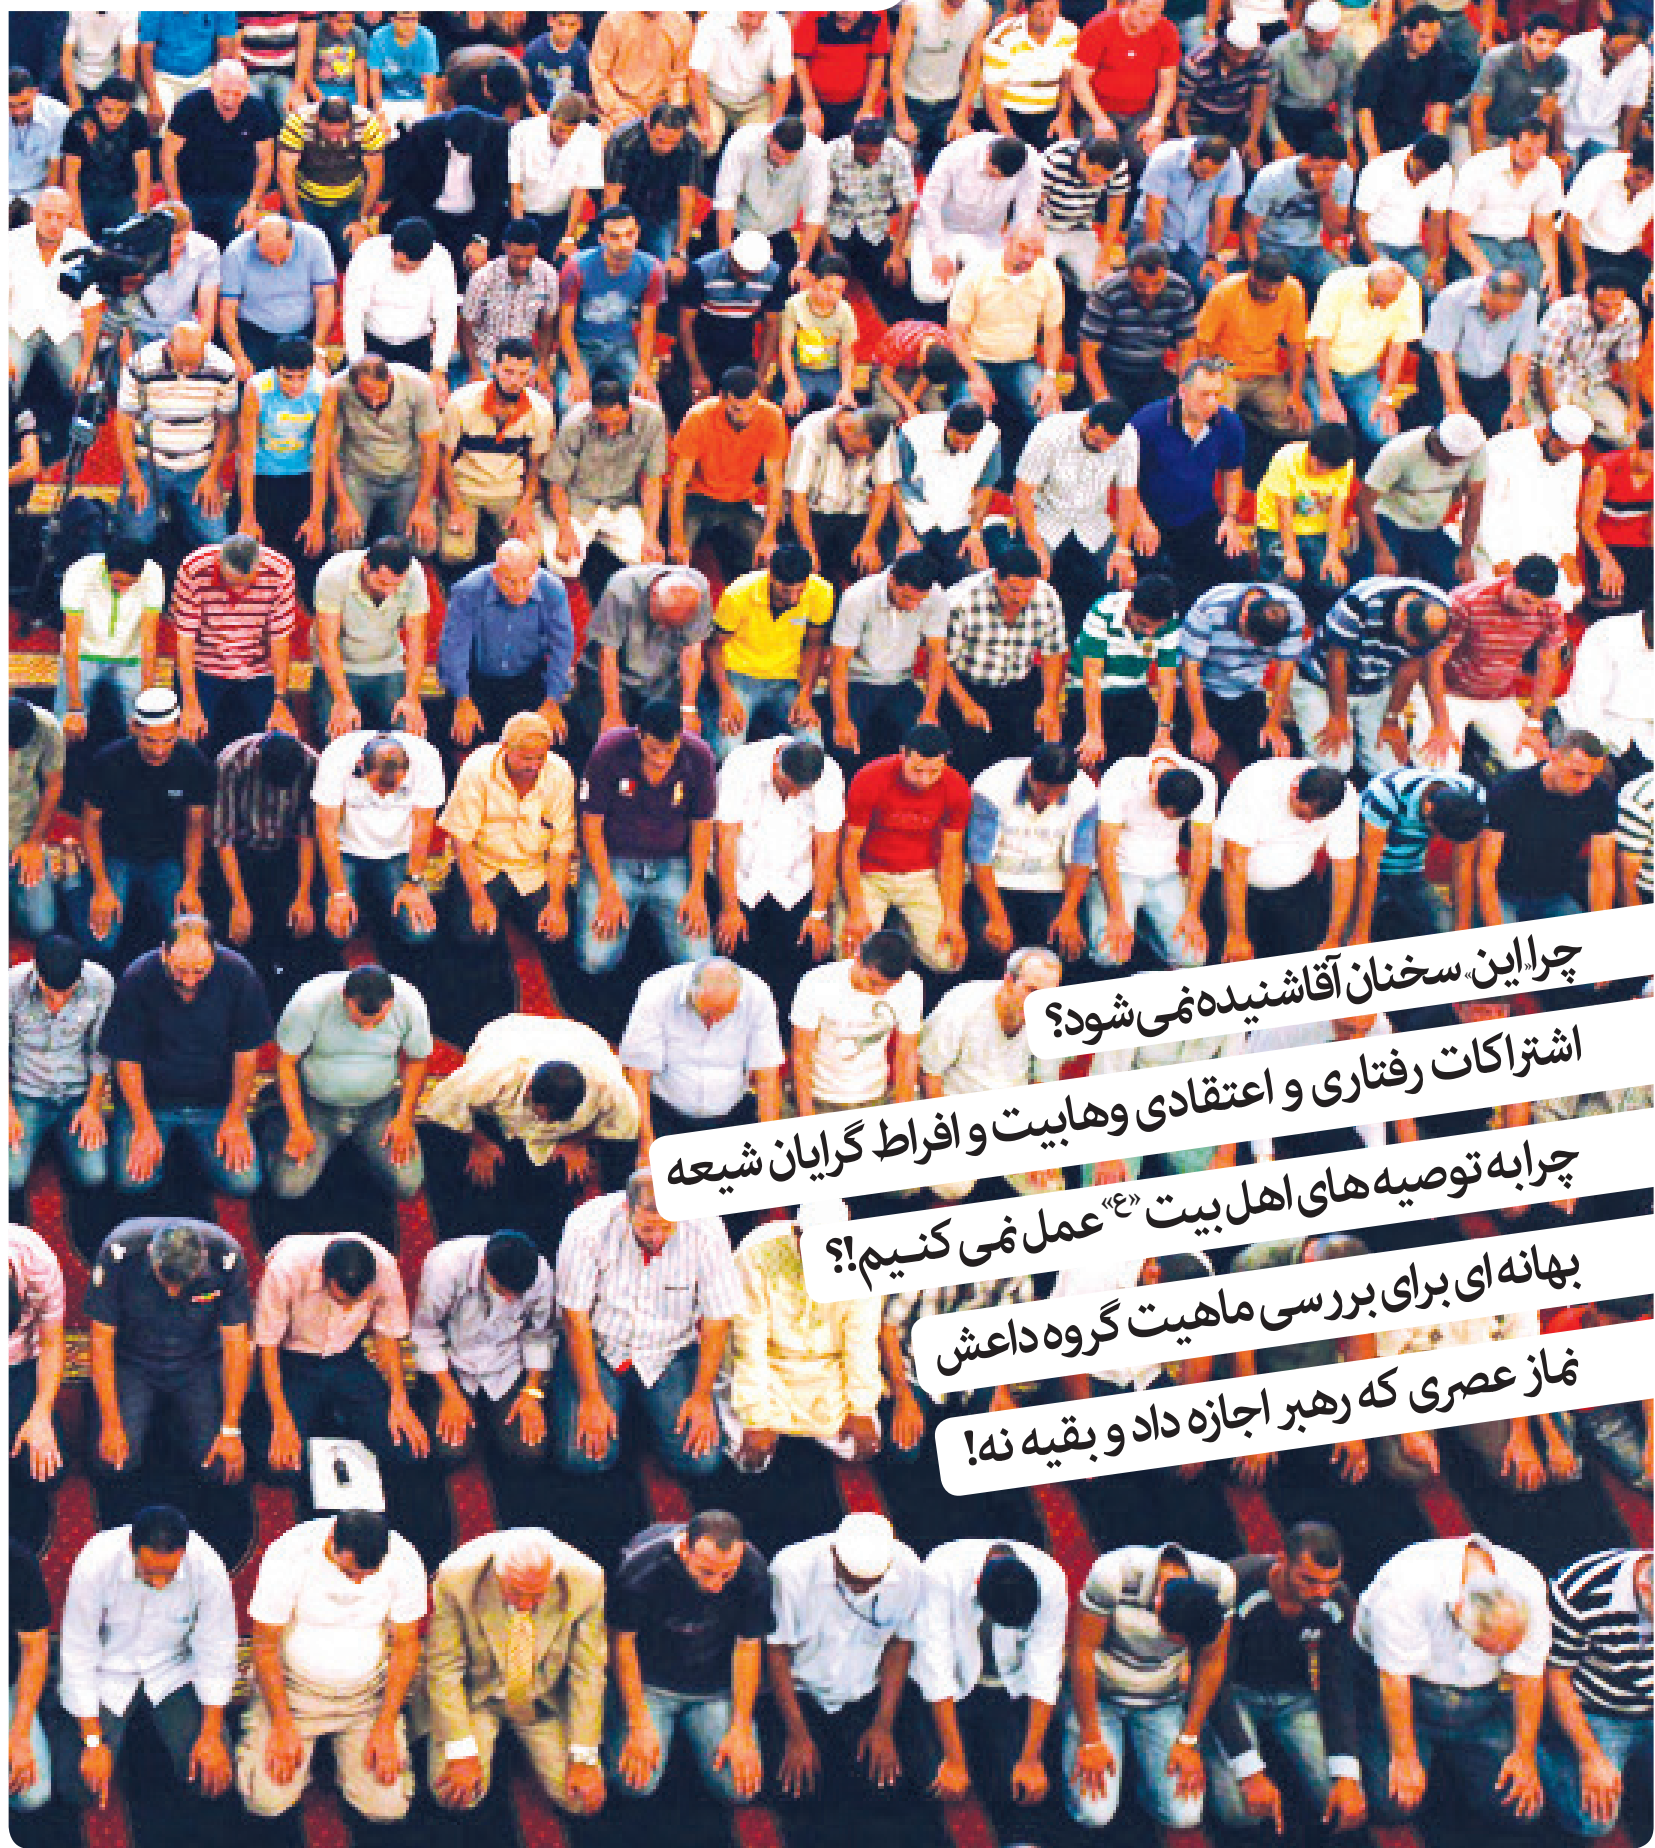 چرا «این» سخنان آقا شنیده نمی‌شود؟
اشتراکات رفتاری و اعتقادی وهابیت و افراط گرایان شیعه
چرا به توصیه های اهل بیت «ع» عمل نمی کنیم!؟
بهانه ای برای بررسی ماهیت گروه داعش
نماز عصری که رهبر اجازه داد و بقیه نه!